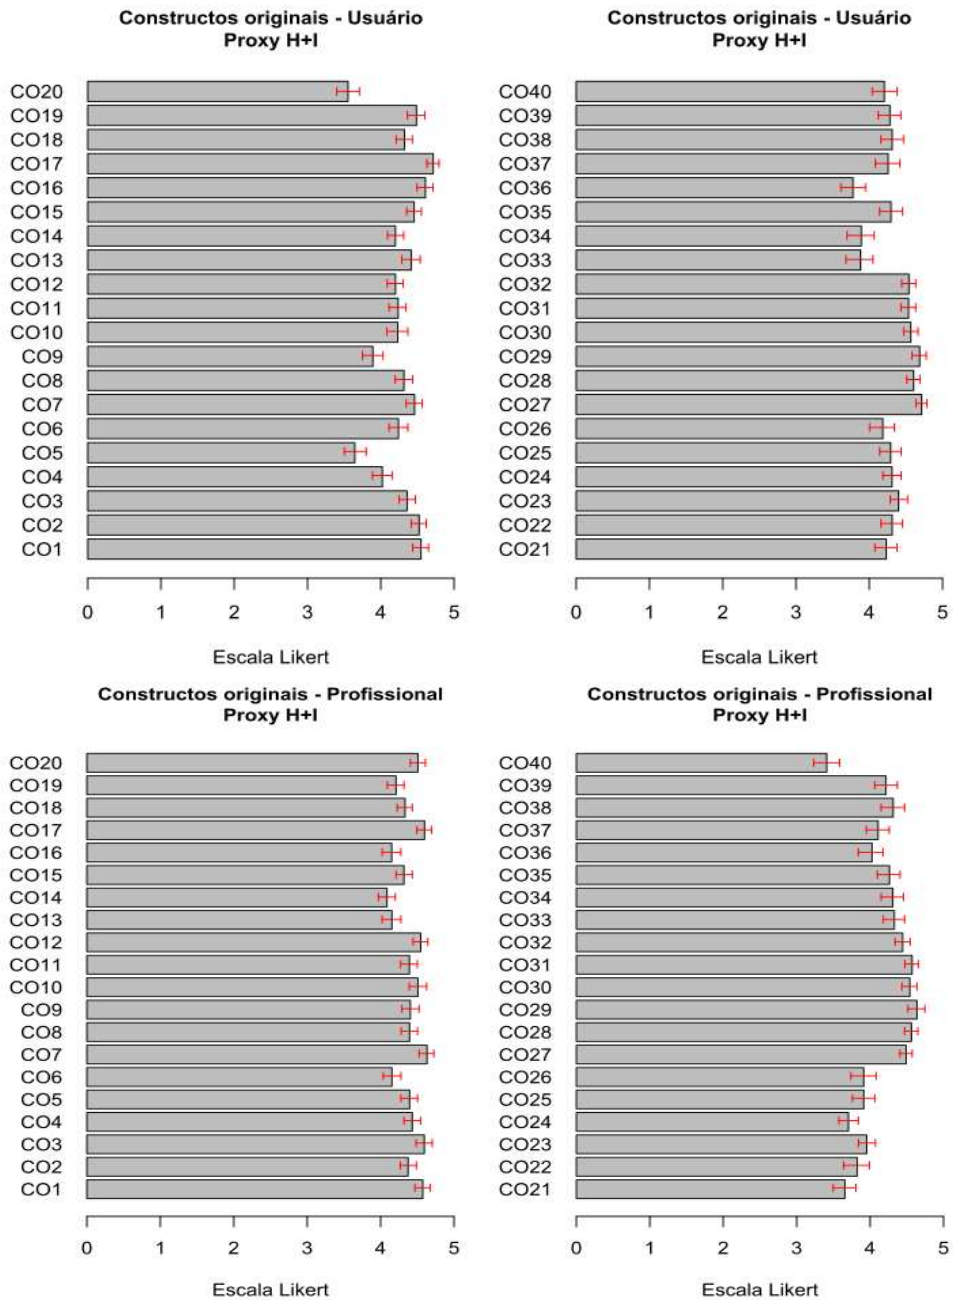 Constructos originais - Usuário
Proxy H+I
CO20
CO19
CO18
CO17
CO16
CO15
CO14
CO13
CO12
CO11
CO10
CO9
CO8
CO7
CO6
CO5
CO4
CO3
CO2
CO1
0 1 2 3 4 5
Escala Likert
Constructos originais - Usuário
Proxy H+I
CO40
CO39
CO38
CO37
CO36
CO35
CO34
CO33
CO32
CO31
CO30
CO29
CO28
CO27
CO26
CO25
CO24
CO23
CO22
CO21
0 1 2 3 4 5
Escala Likert
Constructos originais - Profissional
Proxy H+I
CO20
CO19
CO18
CO17
CO16
CO15
CO14
CO13
CO12
CO11
CO10
CO9
CO8
CO7
CO6
CO5
CO4
CO3
CO2
CO1
0 1 2 3 4 5
Escala Likert
Constructos originais - Profissional
Proxy H+I
CO40
CO39
CO38
CO37
CO36
CO35
CO34
CO33
CO32
CO31
CO30
CO29
CO28
CO27
CO26
CO25
CO24
CO23
CO22
CO21
0 1 2 3 4 5
Escala Likert